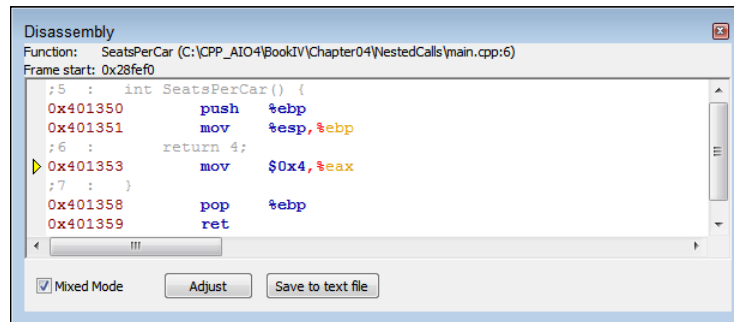 Disassembly
Function: SeatsPerCar (C:\CPP_AIO4\BookIV\Chapter04\NestedCalls\main.cpp:6)
Frame start: 0x28fef0
;5 : int SeatsPerCar() {
0x401350 push %ebp
0x401351 mov %esp,%ebp
;6 : return 4;
0x401353 mov $0x4,%eax
;7 : }
0x401358 pop %ebp
0x401359 ret
Mixed Mode Adjust Save to text file